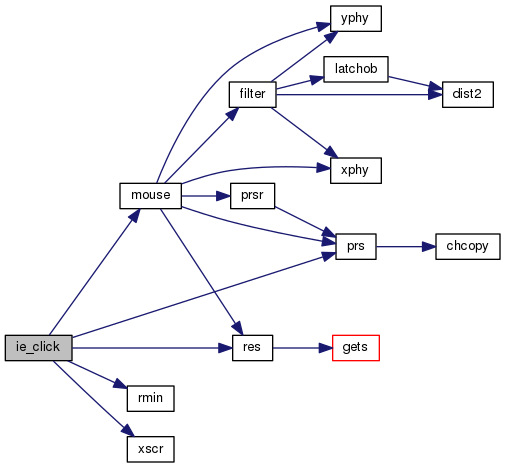 yphy
latchob
filter
dist2
xphy
mouse
prsr
prs
chcopy
ie_click
res
gets
rmin
xscr